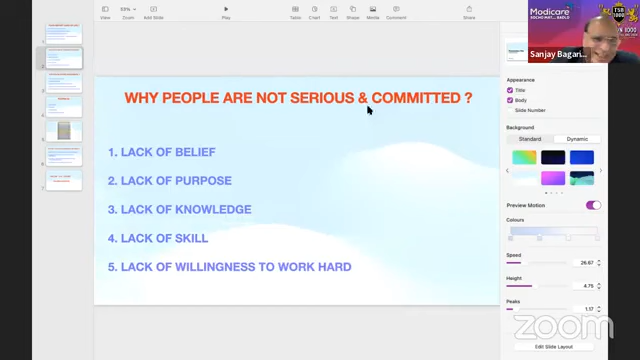 53%
View
Zoom
Add Slide
Play
Table
Chart
Text
Shape
Media
Comment
Share
Modicare
Sanjay Bagari...
WHY PEOPLE ARE NOT SERIOUS & COMMITTED ?
1. LACK OF BELIEF
2. LACK OF PURPOSE
3. LACK OF KNOWLEDGE
4. LACK OF SKILL
5. LACK OF WILLINGNESS TO WORK HARD
Appearance
Title
Body
Slide Number
Background
Standard
Dynamic
Preview Motion
Colours
Speed
26.67
Height
4.75
Peaks
1.17
Edit Slide Layout
zoom